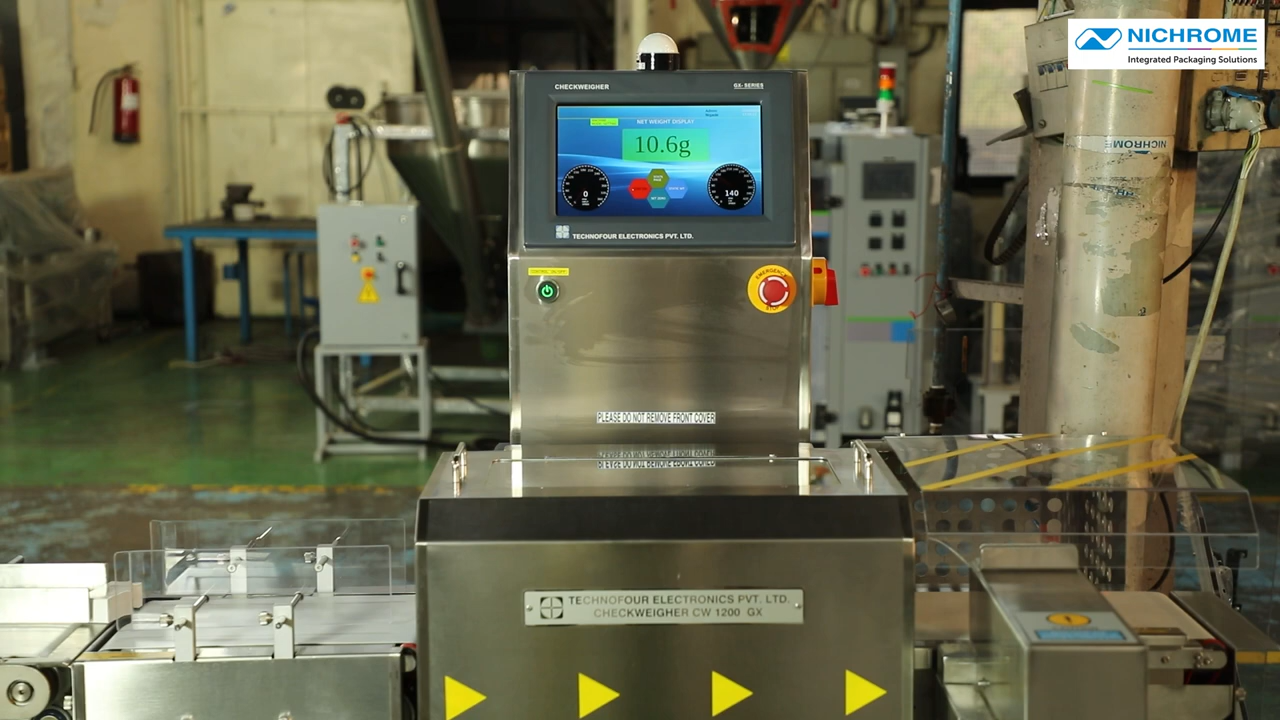 NICHROME
Integrated Packaging Solutions
CHECKWEIGHER
GX- SERIES
NET WEIGHT DISPLAY
10.6g
0
140
TECHNOFOUR ELECTRONICS PVT. LTD.
EMERGENCY
STOP
NICHROME
PLEASE DO NOT REMOVE FRONT COVER
TECHNOFOUR ELECTRONICS PVT. LTD.
CHECKWEIGHER CW 1200 GX